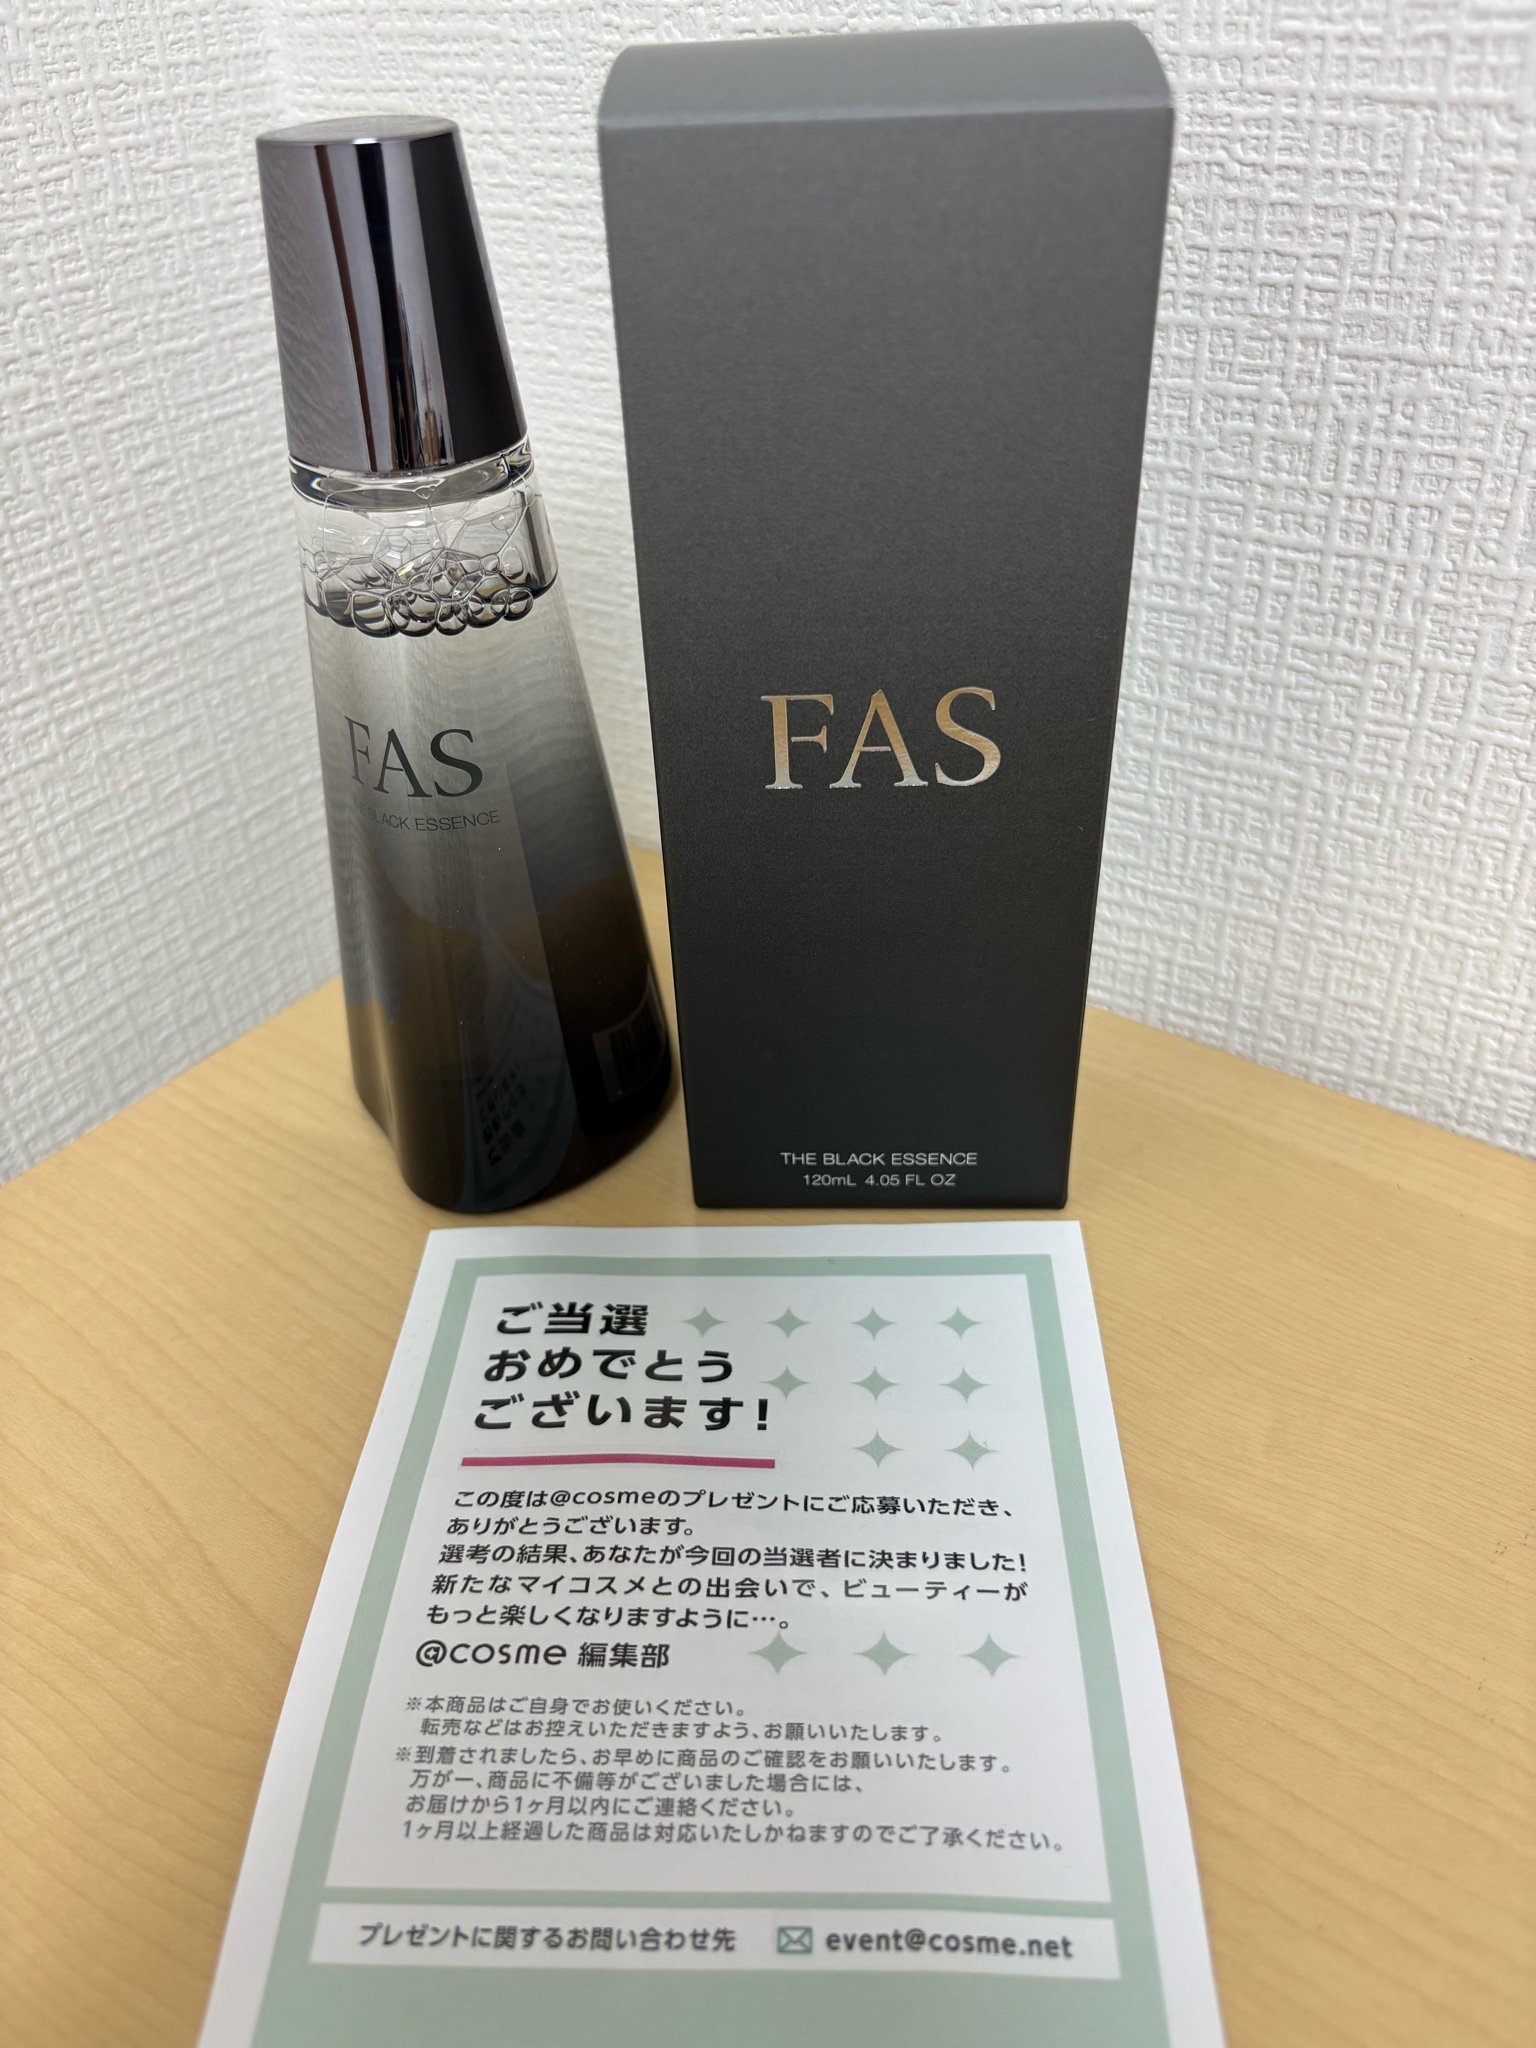 FAS
THE BLACK ESSENCE
FAS
THE BLACK ESSENCE
120mL 4.05 FL OZ
ご当選
おめでとう
ございます!
この度は@cosmeのプレゼントにご応募いただき、
ありがとうございます。
選考の結果、あなたが今回の当選者に決まりました!
新たなマイコスメとの出会いで、ビューティーが
もっと楽しくなりますように…。
@cosme 編集部
※本商品はご自身でお使いください。
転売などはお控えいただきますよう、お願いいたします。
※到着されましたら、お早めに商品のご確認をお願いいたします。
万が一、商品に不備等がございました場合には、
お届けから1ヶ月以内にご連絡ください。
1ヶ月以上経過した商品は対応いたしかねますのでご了承ください。
プレゼントに関するお問い合わせ先 event@cosme.net